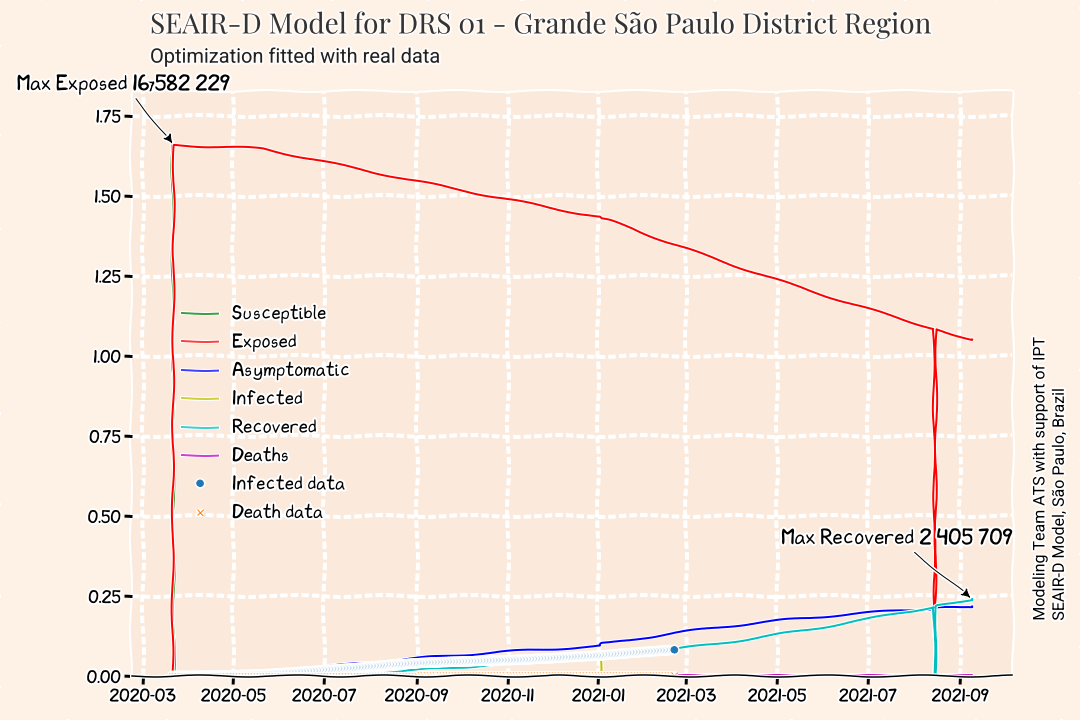 SEAIR-D Model for DRS 01 - Grande São Paulo District Region
Optimization fitted with real data
Max Exposed 16,582 229
1.75
1.50
1.25
1.00
0.75
0.50
0.25
0.00
Susceptible
Exposed
Asymptomatic
Infected
Recovered
Deaths
Infected data
Death data
Max Recovered 2 405 709
2020-03 2020-05 2020-07 2020-09 2020-11 2021-01 2021-03 2021-05 2021-07 2021-09
Modeling Team ATS with support of IPT
SEAIR-D Model, São Paulo, Brazil